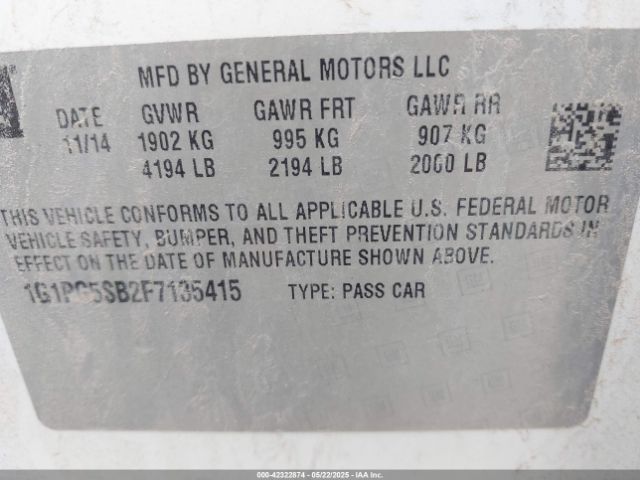 MFD BY GENERAL MOTORS LLC
DATE GVWR GAWR FRT GAWR RR
11/14 1902 KG 995 KG 907 KG
4194 LB 2194 LB 2000 LB
THIS VEHICLE CONFORMS TO ALL APPLICABLE U.S. FEDERAL MOTOR
VEHICLE SAFETY, BUMPER, AND THEFT PREVENTION STANDARDS IN
EFFECT ON THE DATE OF MANUFACTURE SHOWN ABOVE.
1G1PC5SB2F7135415 TYPE: PASS CAR
000-42322874 - 05/22/2025 - IAA Inc.